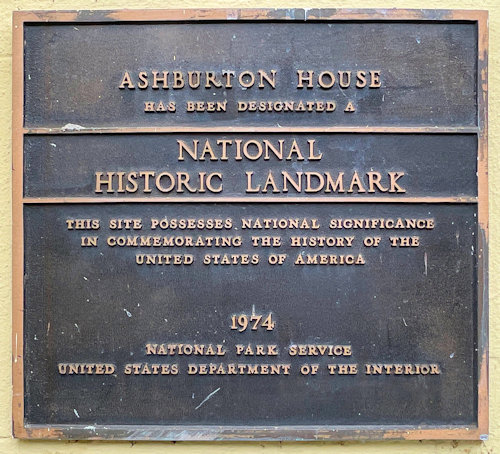 ASHBURTON HOUSE
HAS BEEN DESIGNATED A
NATIONAL
HISTORIC LANDMARK
THIS SITE POSSESSES NATIONAL SIGNIFICANCE
IN COMMEMORATING THE HISTORY OF THE
UNITED STATES OF AMERICA
1974
NATIONAL PARK SERVICE
UNITED STATES DEPARTMENT OF THE INTERIOR